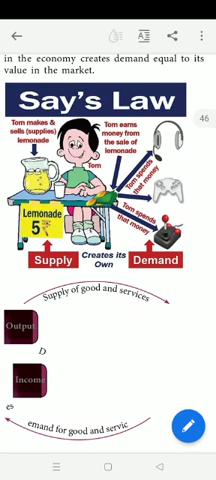 in the economy creates demand equal to its
value in the market.
Say's Law
46
Tom makes &
sells (supplies)
lemonade
Tom earns
money from
the sale of
lemonade
Tom
Tom spends
that money
Tom spends
that money
Lemonade
5
Supply
Creates its
Own
Demand
Supply of good and services
Output
D
Income
es
emand for good and servic